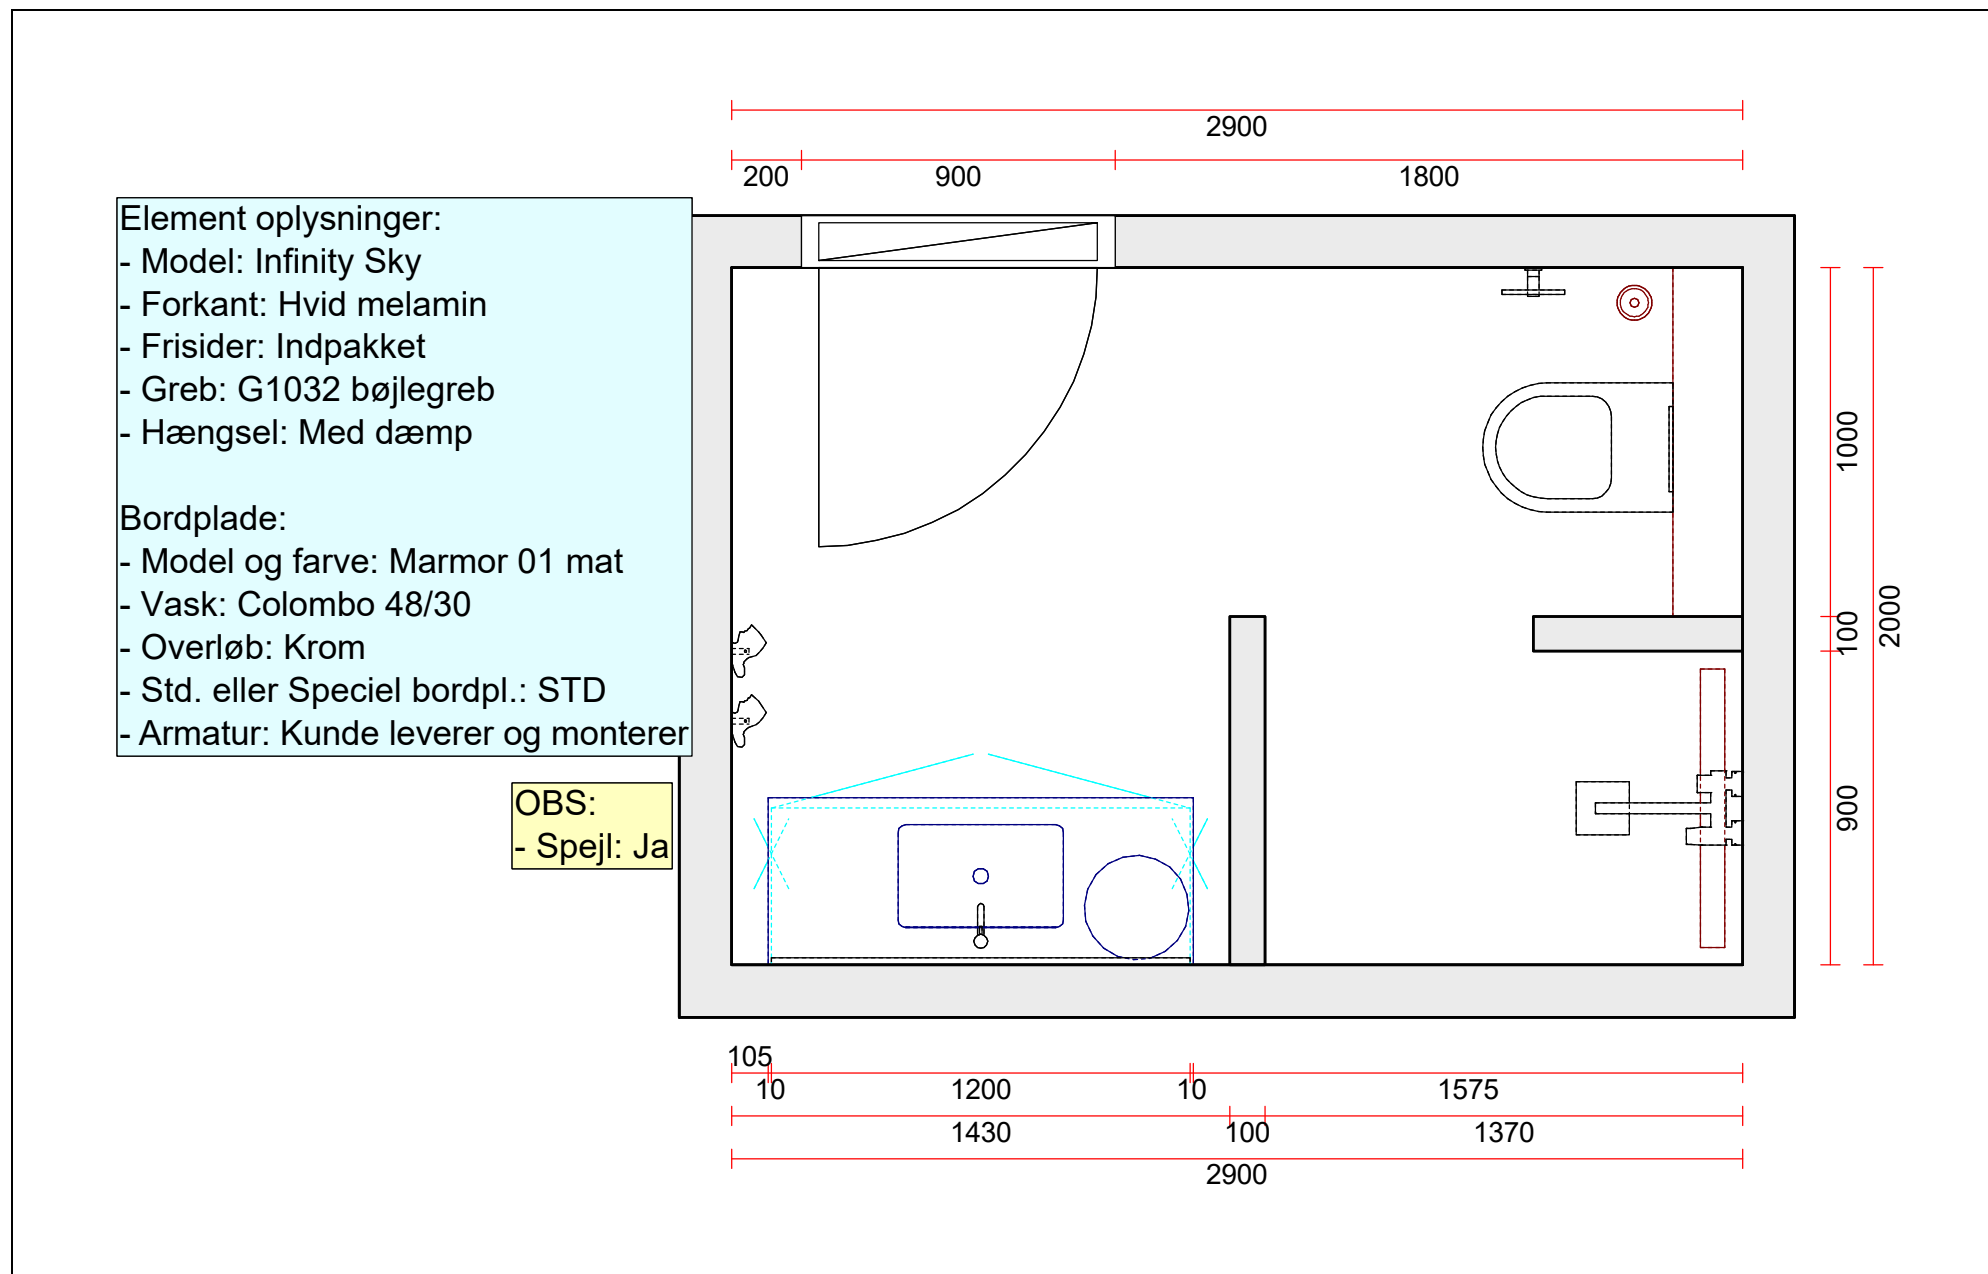 2900
200
900
1800
Element oplysninger:
- Model: Infinity Sky
- Forkant: Hvid melamin
- Frisider: Indpakket
- Greb: G1032 bøjlegreb
- Hængsel: Med dæmp
Bordplade:
- Model og farve: Marmor 01 mat
- Vask: Colombo 48/30
- Overløb: Krom
- Std. eller Speciel bordpl.: STD
- Armatur: Kunde leverer og monterer
OBS:
- Spejl: Ja
1000
100
900
2000
105
10
1200
10
1575
1430
100
1370
2900